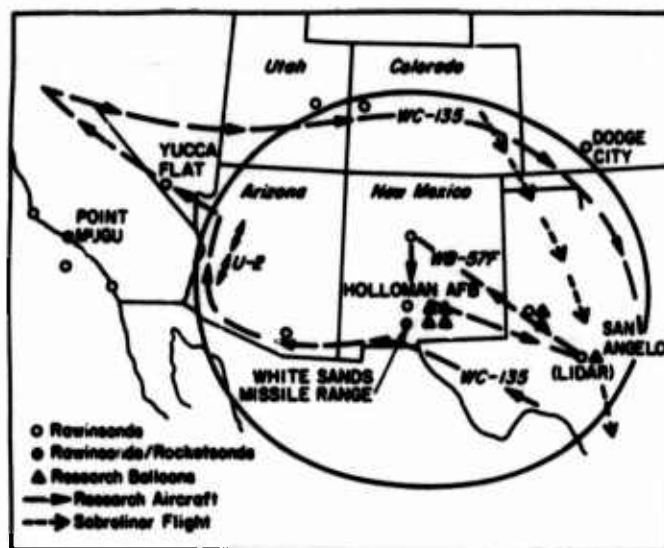 Utah
Colorado
WC-135
YUCCA
FLAT
DODGE
CITY
Arizona
New Mexico
POINT
MUGU
U-2
WB-57F
HOLLOMAN AFB
SAN
ANGELO
(LIDAR)
WHITE SANDS
MISSILE RANGE
WC-135
Rawinsonde
Rawinsonde/Rocketsonde
Research Balloons
Research Aircraft
Sabreliner Flight